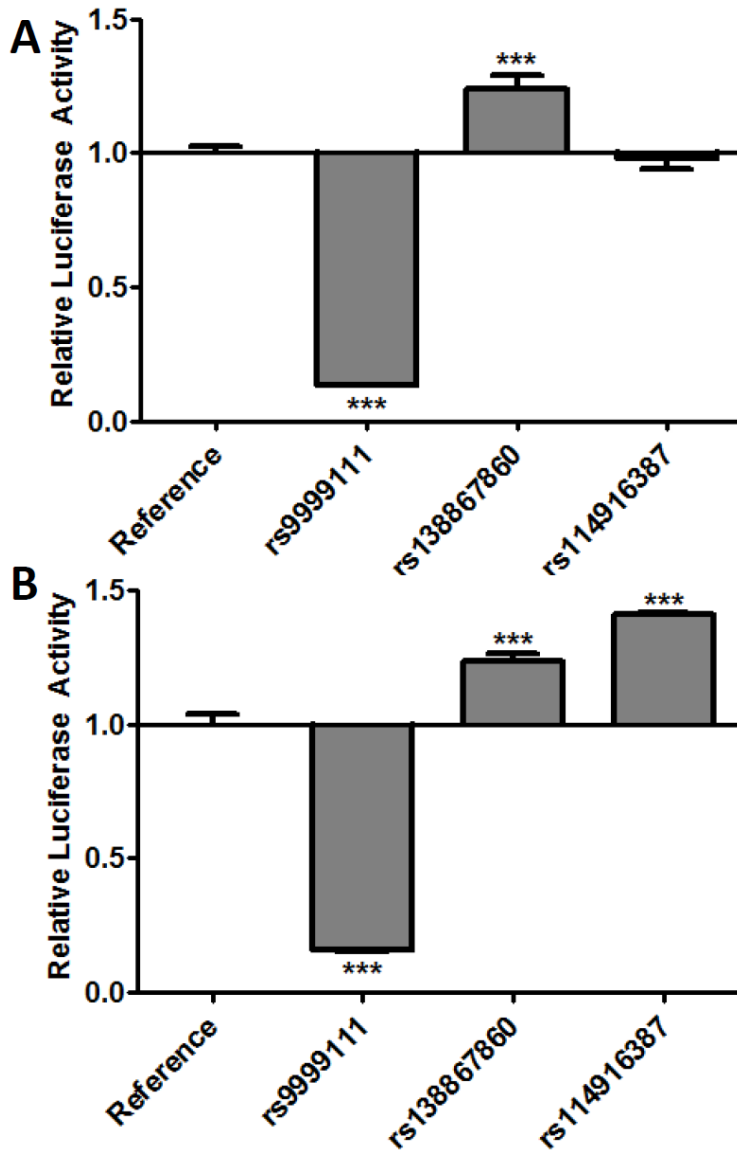 A
Relative Luciferase Activity
1.5
1.0
0.5
0.0
***
***
Reference
rs9999111
rs138867860
rs114916387
B
Relative Luciferase Activity
1.5
1.0
0.5
0.0
***
***
***
Reference
rs9999111
rs138867860
rs114916387